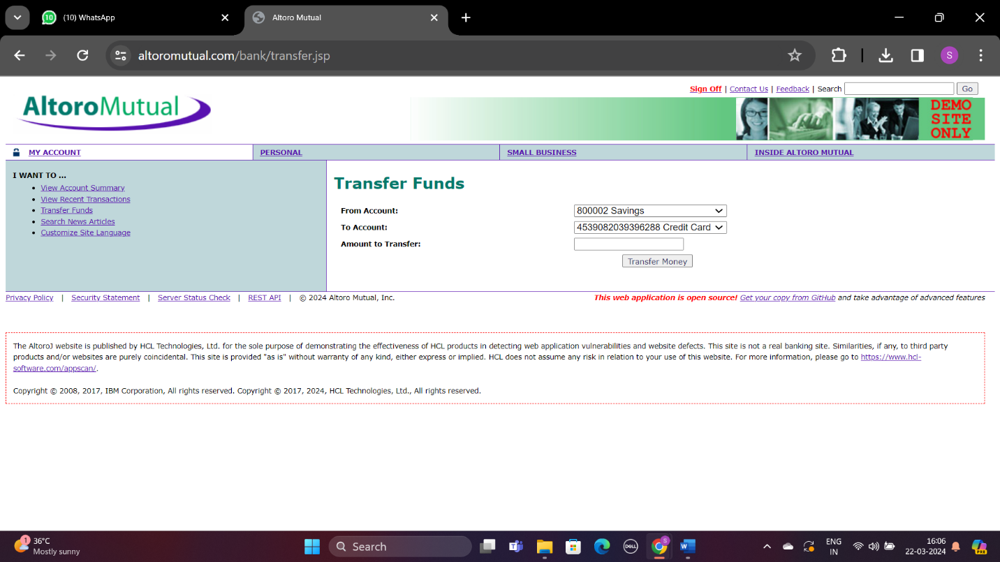 10
(10) WhatsApp
Altoro Mutual
altoromutual.com/bank/transfer.jsp
S
Sign Off | Contact Us | Feedback | Search
Go
AltoroMutual
DEMO
SITE
ONLY
MY ACCOUNT
PERSONAL
SMALL BUSINESS
INSIDE ALTORO MUTUAL
I WANT TO ...
View Account Summary
View Recent Transactions
Transfer Funds
Search News Articles
Customize Site Language
Transfer Funds
From Account:
800002 Savings
To Account:
4539082039396288 Credit Card
Amount to Transfer:
Transfer Money
Privacy Policy | Security Statement | Server Status Check | REST API | © 2024 Altoro Mutual, Inc.
This web application is open source! Get your copy from GitHub and take advantage of advanced features
The AltoroJ website is published by HCL Technologies, Ltd. for the sole purpose of demonstrating the effectiveness of HCL products in detecting web application vulnerabilities and website defects. This site is not a real banking site. Similarities, if any, to third party
products and/or websites are purely coincidental. This site is provided "as is" without warranty of any kind, either express or implied. HCL does not assume any risk in relation to your use of this website. For more information, please go to https://www.hcl-
software.com/appscan/.
Copyright © 2008, 2017, IBM Corporation, All rights reserved. Copyright © 2017, 2024, HCL Technologies, Ltd., All rights reserved.
1
36°C
Mostly sunny
Search
DELL
S
W
ENG
IN
16:06
22-03-2024
PRE